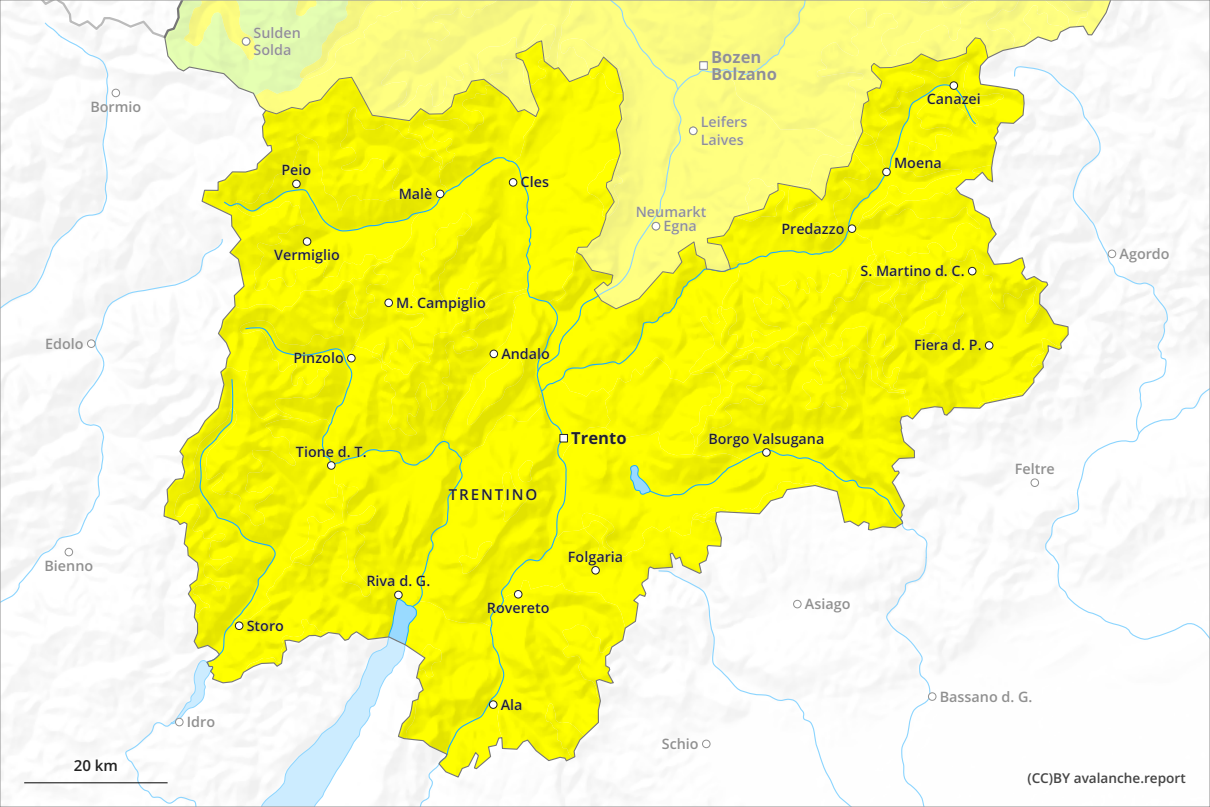 Sulden
Solda
Bozen
Bolzano
Bormio
Canazei
Leifers
Laives
Moena
Peio
Malè
Cles
Neumarkt
Egna
Predazzo
Vermiglio
Agordo
S. Martino d. C.
M. Campiglio
Edolo
Pinzolo
Andalo
Fiera d. P.
Trento
Borgo Valsugana
Tione d. T.
Feltre
TRENTINO
Bienno
Folgaria
Riva d. G.
Rovereto
Asiago
Storo
Bassano d. G.
Ala
Idro
Schio
20 km
(CC)BY avalanche.report